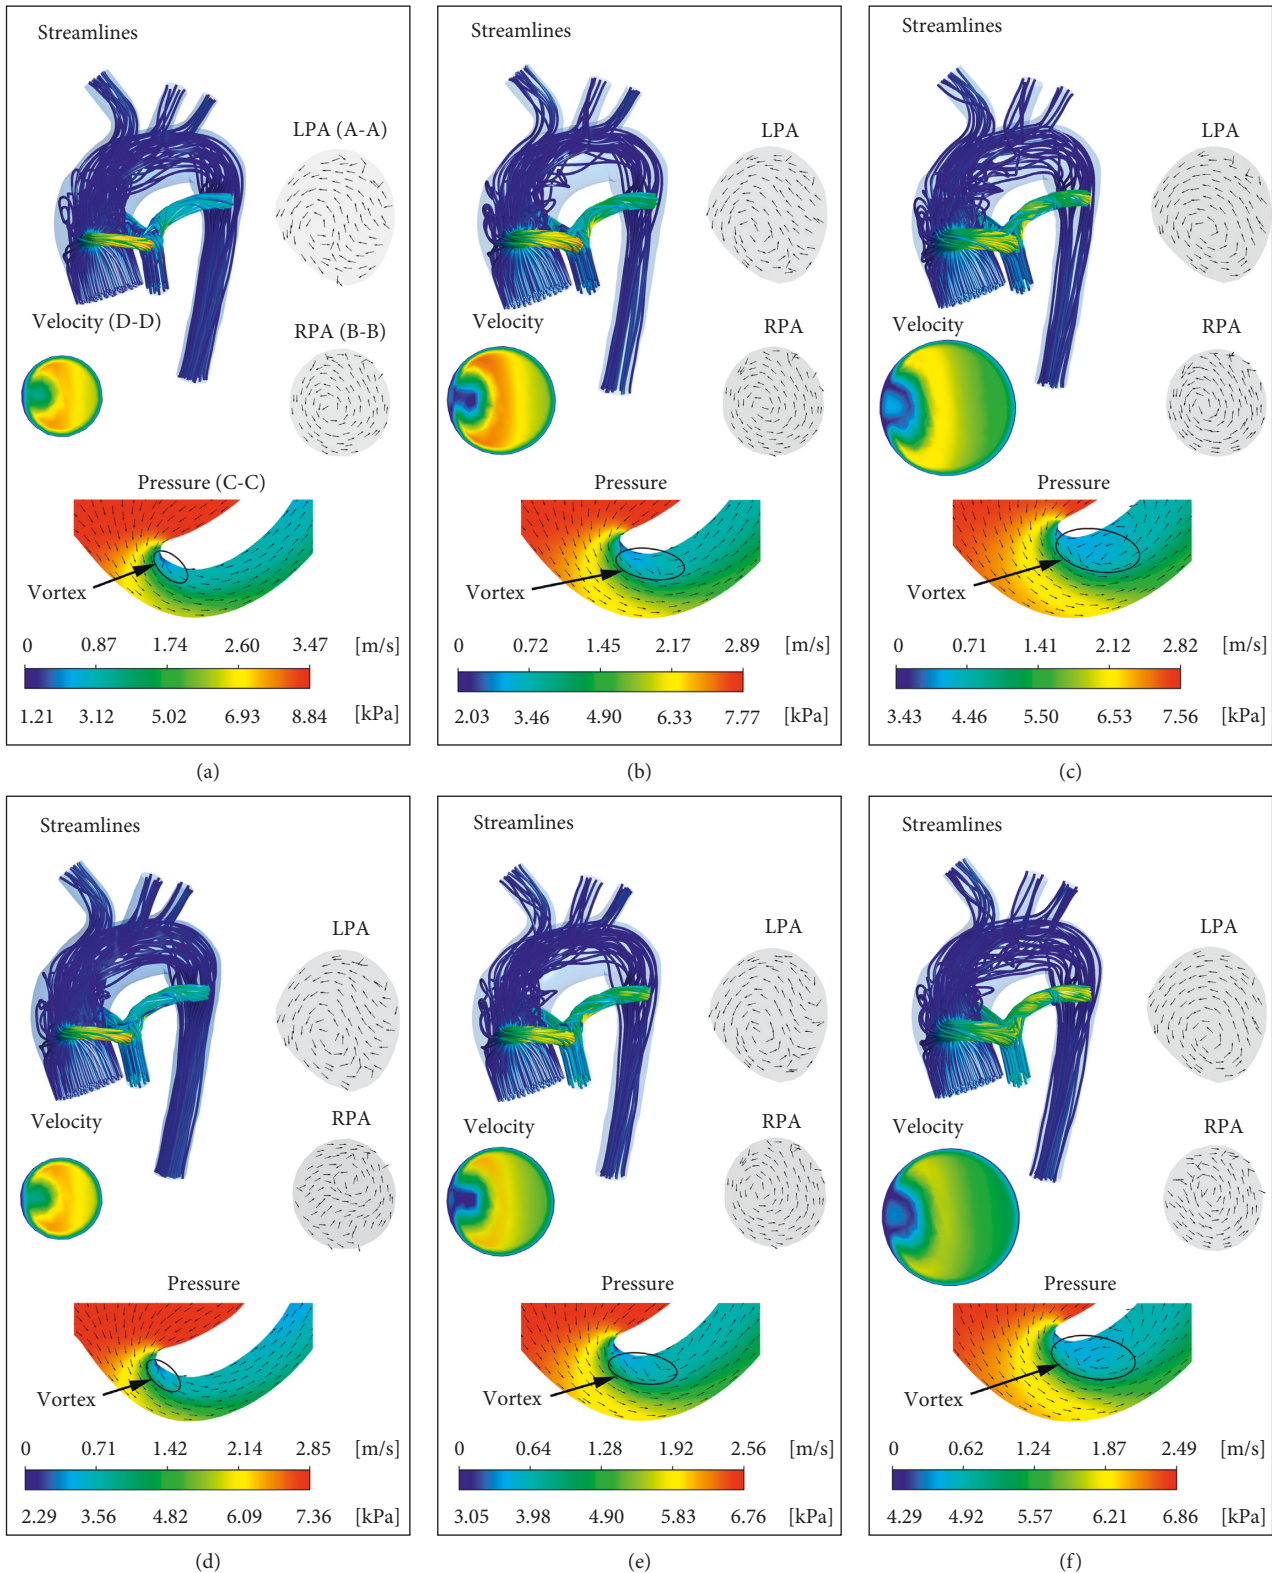 Streamlines
LPA (A-A)
Velocity (D-D)
RPA (B-B)
Pressure (C-C)
Vortex
0 0.87 1.74 2.60 3.47 [m/s]
1.21 3.12 5.02 6.93 8.84 [kPa]
(a)
Streamlines
LPA
Velocity
RPA
Pressure
Vortex
0 0.72 1.45 2.17 2.89 [m/s]
2.03 3.46 4.90 6.33 7.77 [kPa]
(b)
Streamlines
LPA
Velocity
RPA
Pressure
Vortex
0 0.71 1.41 2.12 2.82 [m/s]
3.43 4.46 5.50 6.53 7.56 [kPa]
(c)
Streamlines
LPA
Velocity
RPA
Pressure
Vortex
0 0.71 1.42 2.14 2.85 [m/s]
2.29 3.56 4.82 6.09 7.36 [kPa]
(d)
Streamlines
LPA
Velocity
RPA
Pressure
Vortex
0 0.64 1.28 1.92 2.56 [m/s]
3.05 3.98 4.90 5.83 6.76 [kPa]
(e)
Streamlines
LPA
Velocity
RPA
Pressure
Vortex
0 0.62 1.24 1.87 2.49 [m/s]
4.29 4.92 5.57 6.21 6.86 [kPa]
(f)